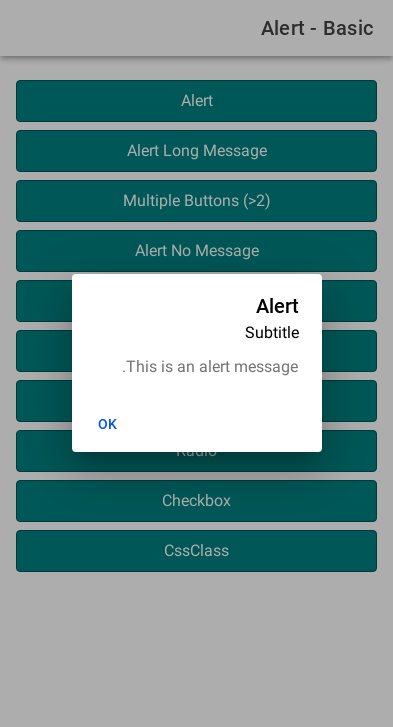 Alert - Basic
Alert
Alert Long Message
Multiple Buttons (>2)
Alert No Message
Alert
Subtitle
.This is an alert message
OK
Radio
Checkbox
CssClass